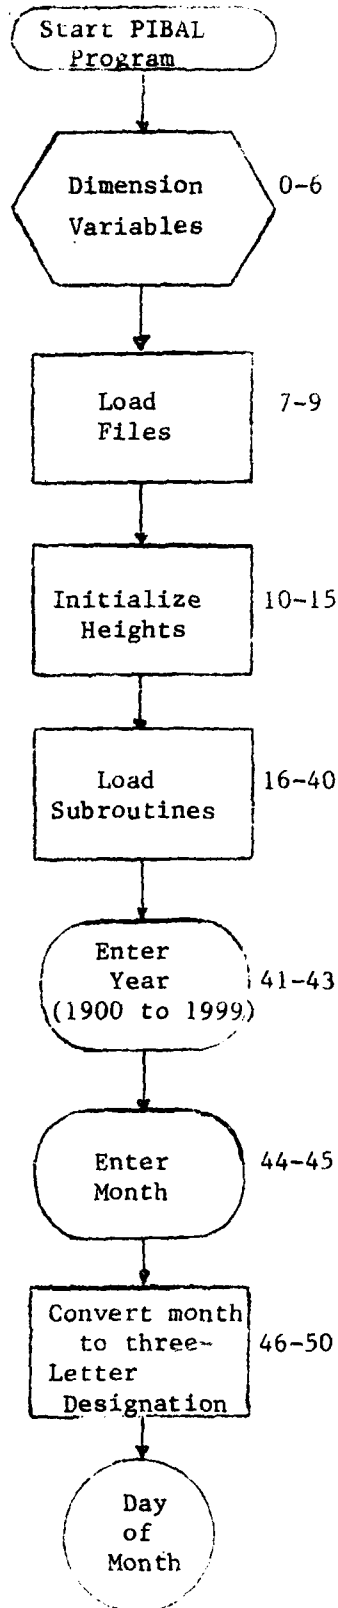 Start PIBAL
Program
Dimension
Variables
0-6
Load
Files
7-9
Initialize
Heights
10-15
Load
Subroutines
16-40
Enter
Year
(1900 to 1999)
41-43
Enter
Month
44-45
Convert month
to three-
Letter
Designation
46-50
Day
of
Month